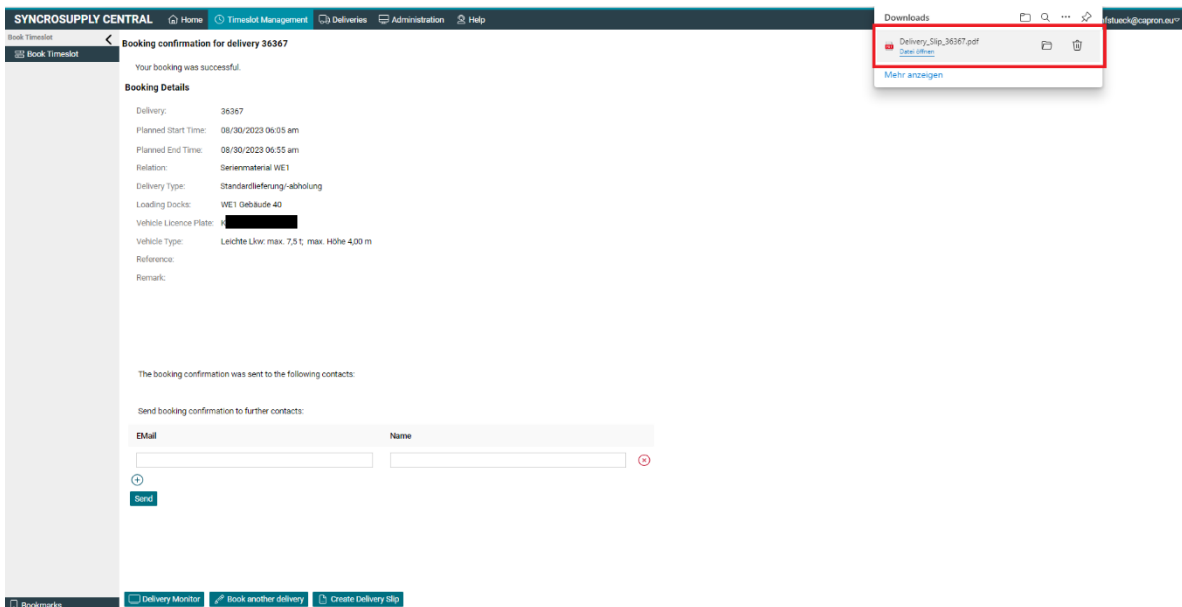 SYNCROSUPPLY CENTRAL Home Timeslot Management Deliveries Administration Help
Downloads
fstueck@capron.eu
Book Timeslot
Book Timeslot
Booking confirmation for delivery 36367
Delivery_Slip_36367.pdf
Datei öffnen
Mehr anzeigen
Your booking was successful.
Booking Details
Delivery: 36367
Planned Start Time: 08/30/2023 06:05 am
Planned End Time: 08/30/2023 06:55 am
Relation: Serienmaterial WE1
Delivery Type: Standardlieferung/-abholung
Loading Docks: WE1 Gebäude 40
Vehicle Licence Plate: K
Vehicle Type: Leichte Lkw: max. 7,5 t; max. Höhe 4,00 m
Reference:
Remark:
The booking confirmation was sent to the following contacts:
Send booking confirmation to further contacts:
EMail Name
Send
Delivery Monitor Book another delivery Create Delivery Slip
Bookmarks